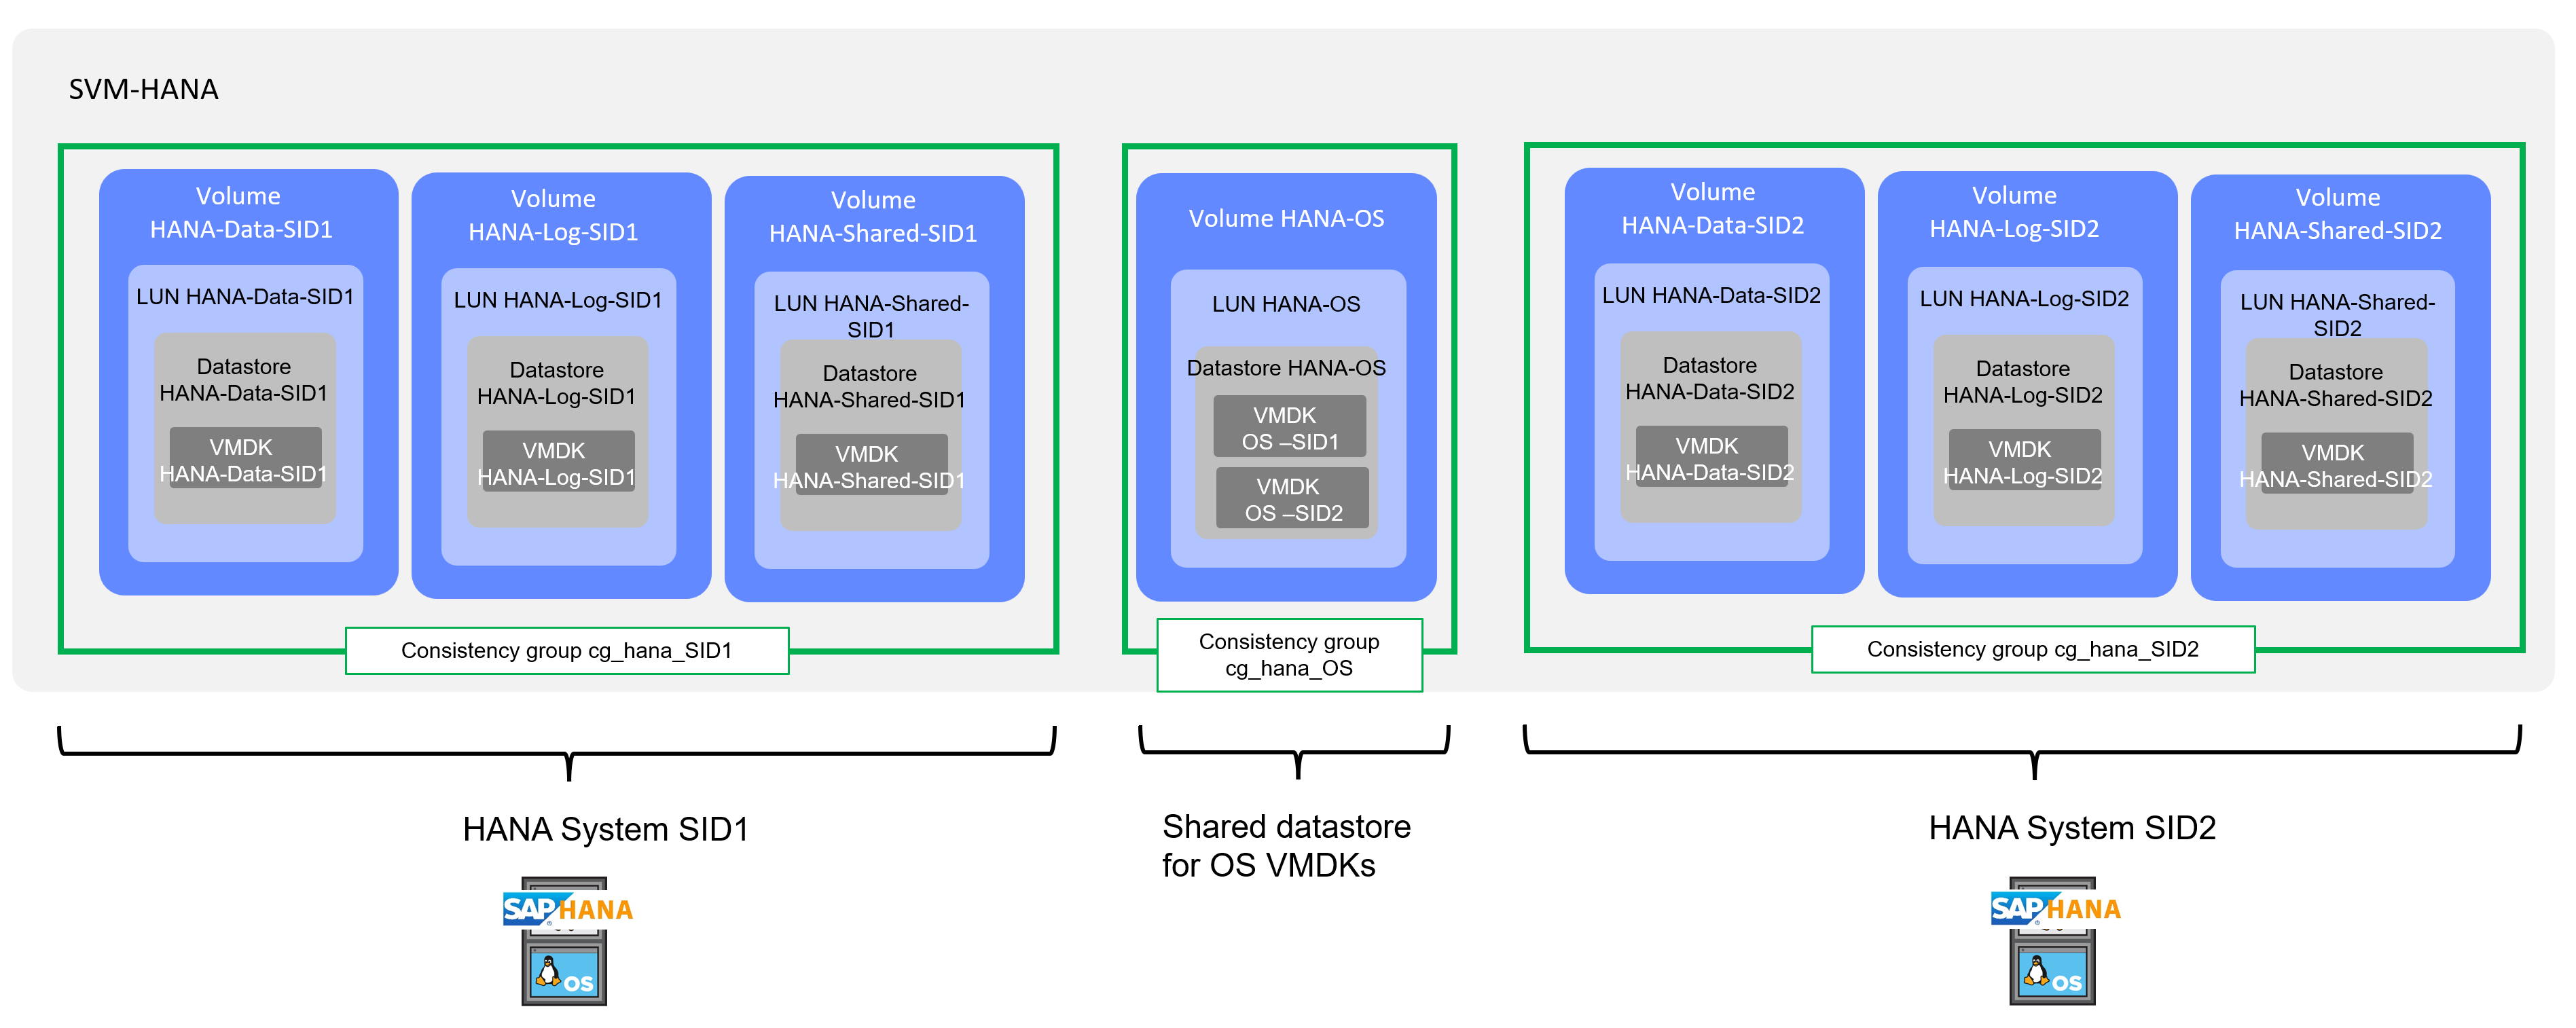 SVM-HANA
Volume
HANA-Data-SID1
LUN HANA-Data-SID1
Datastore
HANA-Data-SID1
VMDK
HANA-Data-SID1
Volume
HANA-Log-SID1
LUN HANA-Log-SID1
Datastore
HANA-Log-SID1
VMDK
HANA-Log-SID1
Volume
HANA-Shared-SID1
LUN HANA-Shared-
SID1
Datastore
HANA-Shared-SID1
VMDK
HANA-Shared-SID1
Consistency group cg_hana_SID1
Volume HANA-OS
LUN HANA-OS
Datastore HANA-OS
VMDK
OS –SID1
VMDK
OS –SID2
Consistency group
cg_hana_OS
Volume
HANA-Data-SID2
LUN HANA-Data-SID2
Datastore
HANA-Data-SID2
VMDK
HANA-Data-SID2
Volume
HANA-Log-SID2
LUN HANA-Log-SID2
Datastore
HANA-Log-SID2
VMDK
HANA-Log-SID2
Volume
HANA-Shared-SID2
LUN HANA-Shared-
SID2
Datastore
HANA-Shared-SID2
VMDK
HANA-Shared-SID2
Consistency group cg_hana_SID2
HANA System SID1
SAP HANA
OS
Shared datastore
for OS VMDKs
HANA System SID2
SAP HANA
OS